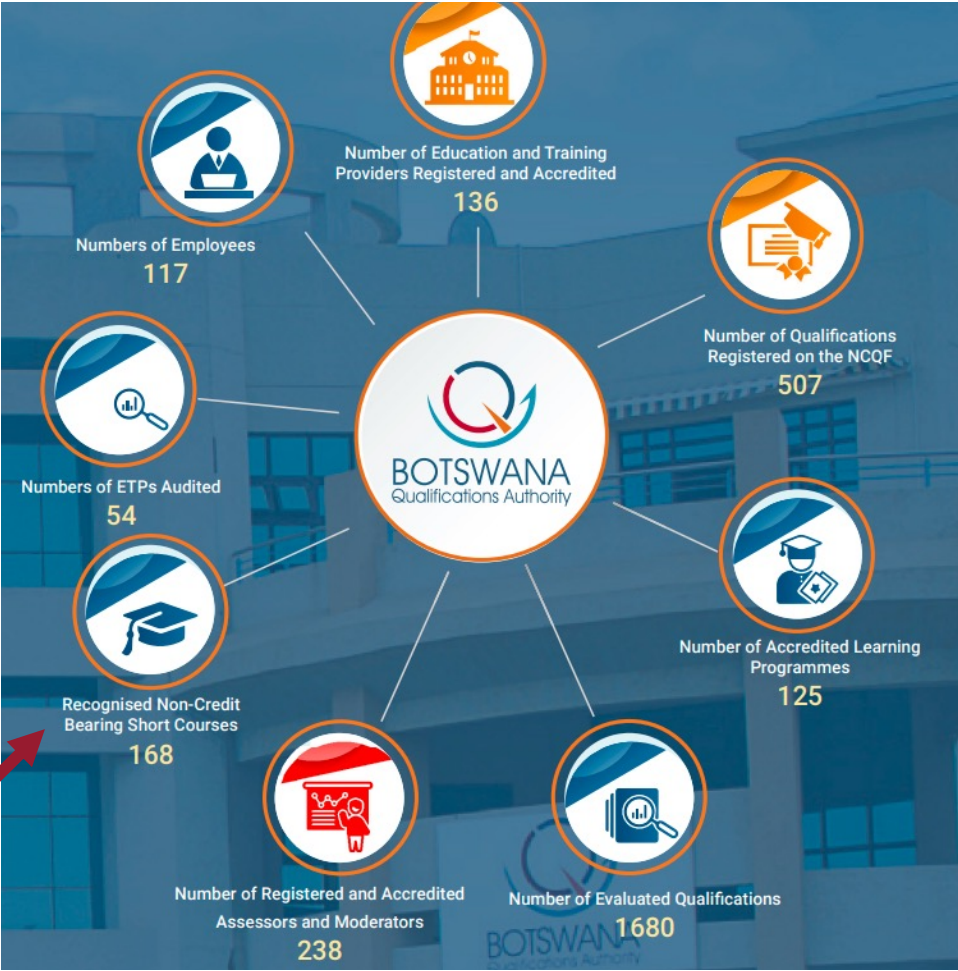 Number of Education and Training
Providers Registered and Accredited
136
Numbers of Employees
117
Number of Qualifications
Registered on the NCQF
507
BOTSWANA
Qualifications Authority
Numbers of ETPs Audited
54
Number of Accredited Learning
Programmes
125
Recognised Non-Credit
Bearing Short Courses
168
Number of Registered and Accredited
Assessors and Moderators
238
Number of Evaluated Qualifications
1680
BOTSWANA
Qualifications Authority